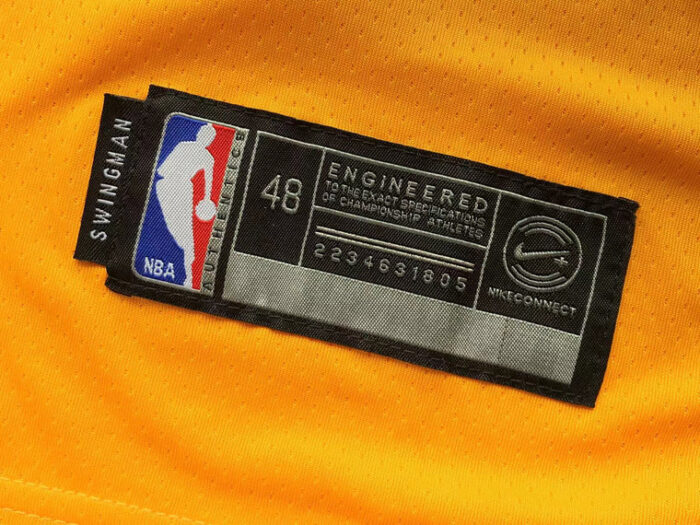 SWINGMAN
NBA
AUTHENTICS
48
ENGINEERED
TO THE EXACT SPECIFICATIONS
OF CHAMPIONSHIP ATHLETES
2234631805
NIKECONNECT